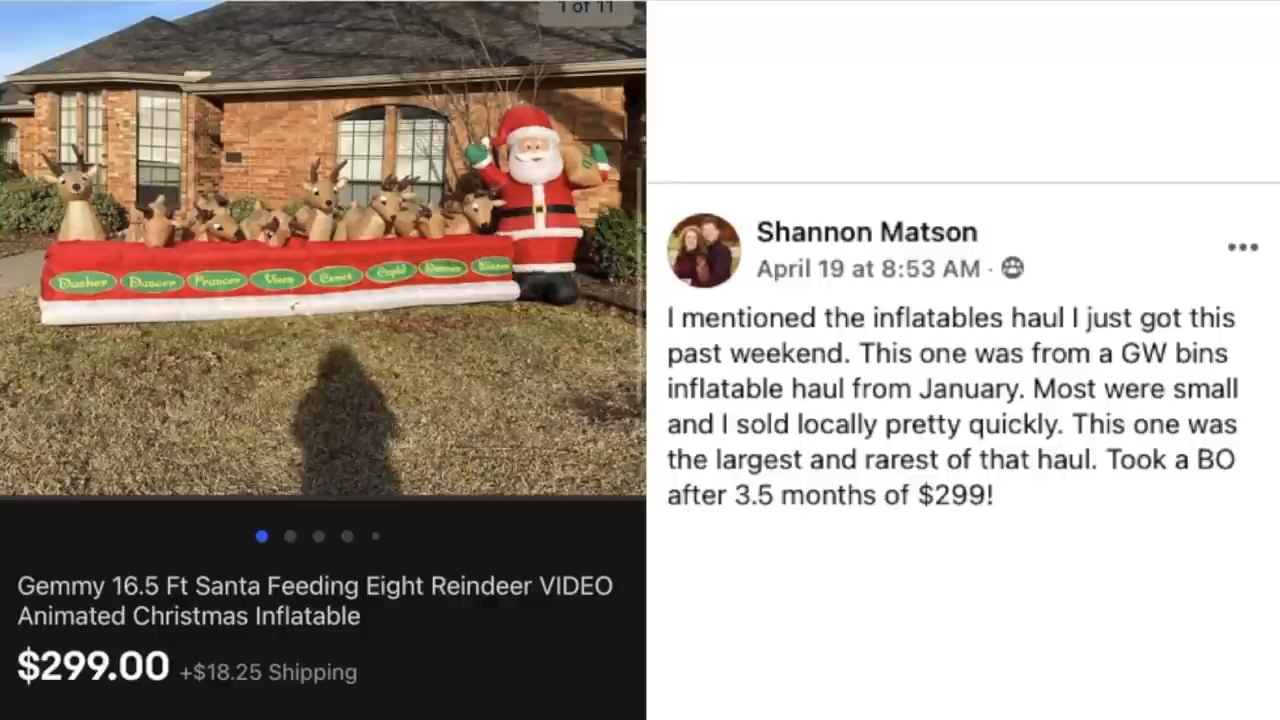 1 of 11
Dasher Dancer Prancer Vixen Comet Cupid Donner Blitzen
Gemmy 16.5 Ft Santa Feeding Eight Reindeer VIDEO
Animated Christmas Inflatable
$299.00 +$18.25 Shipping
Shannon Matson
April 19 at 8:53 AM ·
I mentioned the inflatables haul I just got this
past weekend. This one was from a GW bins
inflatable haul from January. Most were small
and I sold locally pretty quickly. This one was
the largest and rarest of that haul. Took a BO
after 3.5 months of $299!